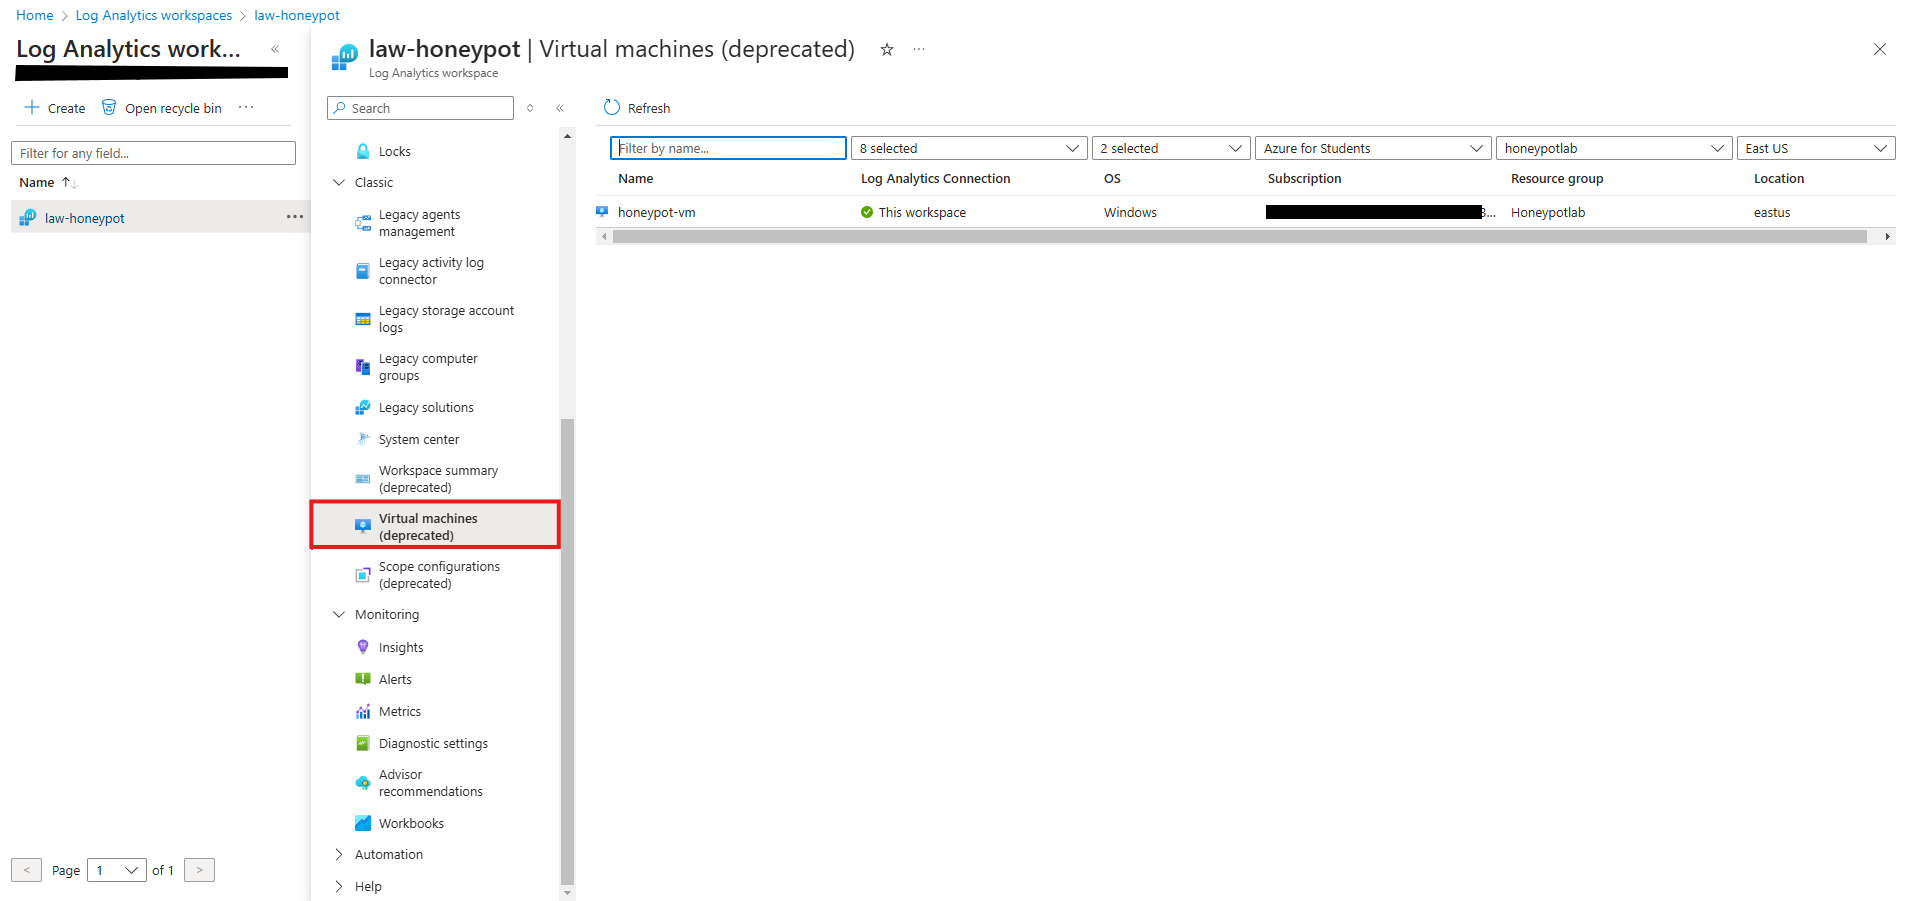 Home > Log Analytics workspaces > law-honeypot
Log Analytics work... «
+ Create Open recycle bin ...
Filter for any field...
Name ↑↓
law-honeypot ...
< Page 1 of 1 >
law-honeypot | Virtual machines (deprecated) ☆ ...
Log Analytics workspace
Search «
Locks
Classic
Legacy agents
management
Legacy activity log
connector
Legacy storage account
logs
Legacy computer
groups
Legacy solutions
System center
Workspace summary
(deprecated)
Virtual machines
(deprecated)
Scope configurations
(deprecated)
Monitoring
Insights
Alerts
Metrics
Diagnostic settings
Advisor
recommendations
Workbooks
Automation
Help
Refresh
Filter by name... 8 selected 2 selected Azure for Students honeypotlab East US
Name Log Analytics Connection OS Subscription Resource group Location
honeypot-vm This workspace Windows ... Honeypotlab eastus